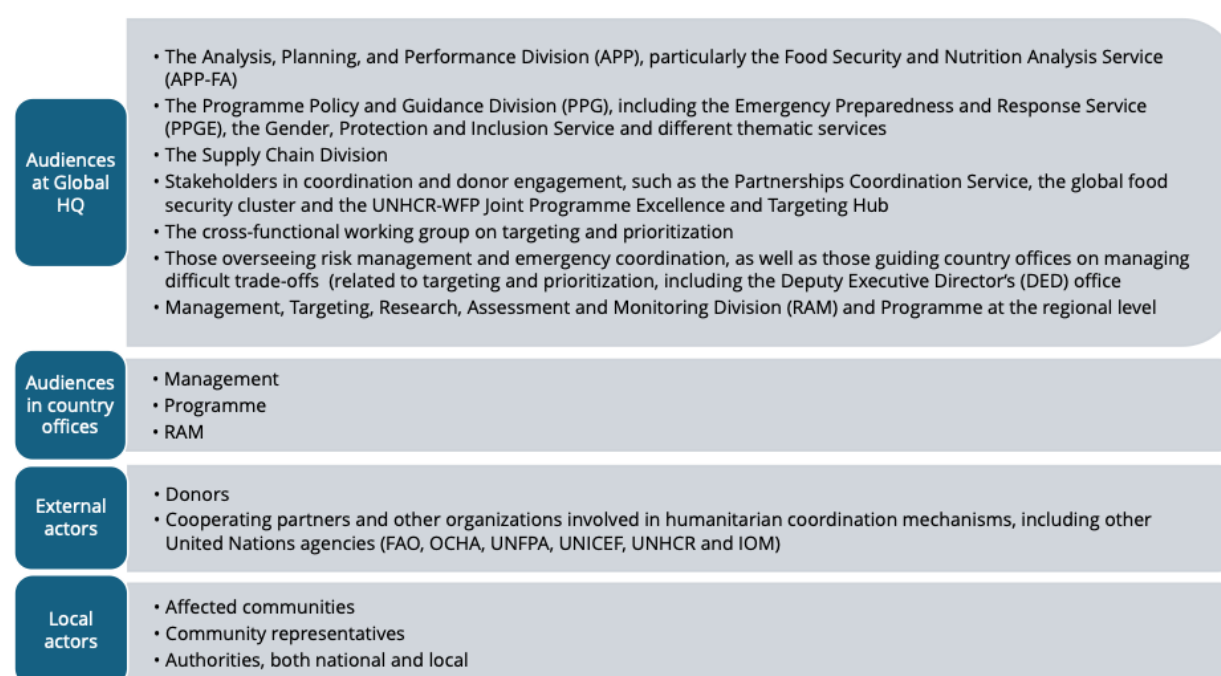 Audiences
at Global
HQ
• The Analysis, Planning, and Performance Division (APP), particularly the Food Security and Nutrition Analysis Service
(APP-FA)
• The Programme Policy and Guidance Division (PPG), including the Emergency Preparedness and Response Service
(PPGE), the Gender, Protection and Inclusion Service and different thematic services
• The Supply Chain Division
• Stakeholders in coordination and donor engagement, such as the Partnerships Coordination Service, the global food
security cluster and the UNHCR-WFP Joint Programme Excellence and Targeting Hub
• The cross-functional working group on targeting and prioritization
• Those overseeing risk management and emergency coordination, as well as those guiding country offices on managing
difficult trade-offs (related to targeting and prioritization, including the Deputy Executive Director's (DED) office
• Management, Targeting, Research, Assessment and Monitoring Division (RAM) and Programme at the regional level
Audiences
in country
offices
• Management
• Programme
• RAM
External
actors
• Donors
• Cooperating partners and other organizations involved in humanitarian coordination mechanisms, including other
United Nations agencies (FAO, OCHA, UNFPA, UNICEF, UNHCR and IOM)
Local
actors
• Affected communities
• Community representatives
• Authorities, both national and local